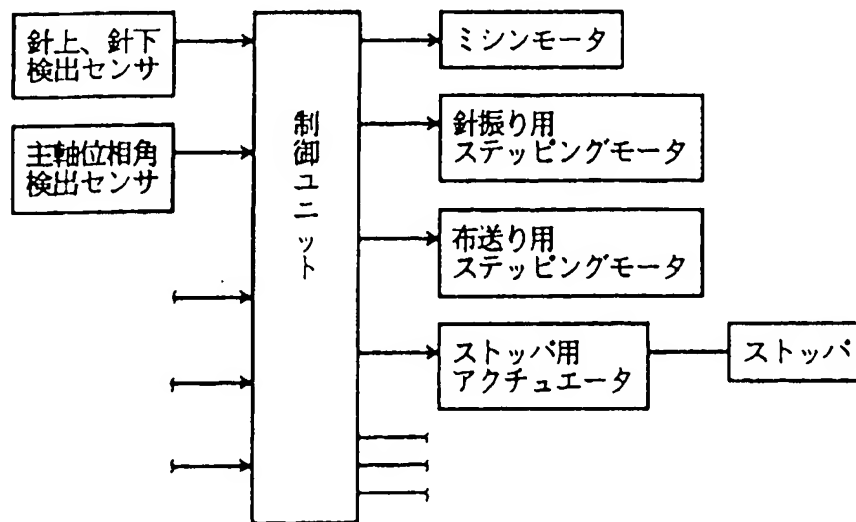 針上、針下
検出センサ
主軸位相角
検出センサ
制御ユニット
ミシンモータ
針振り用
ステッピングモータ
布送り用
ステッピングモータ
ストッパ用
アクチュエータ
ストッパ